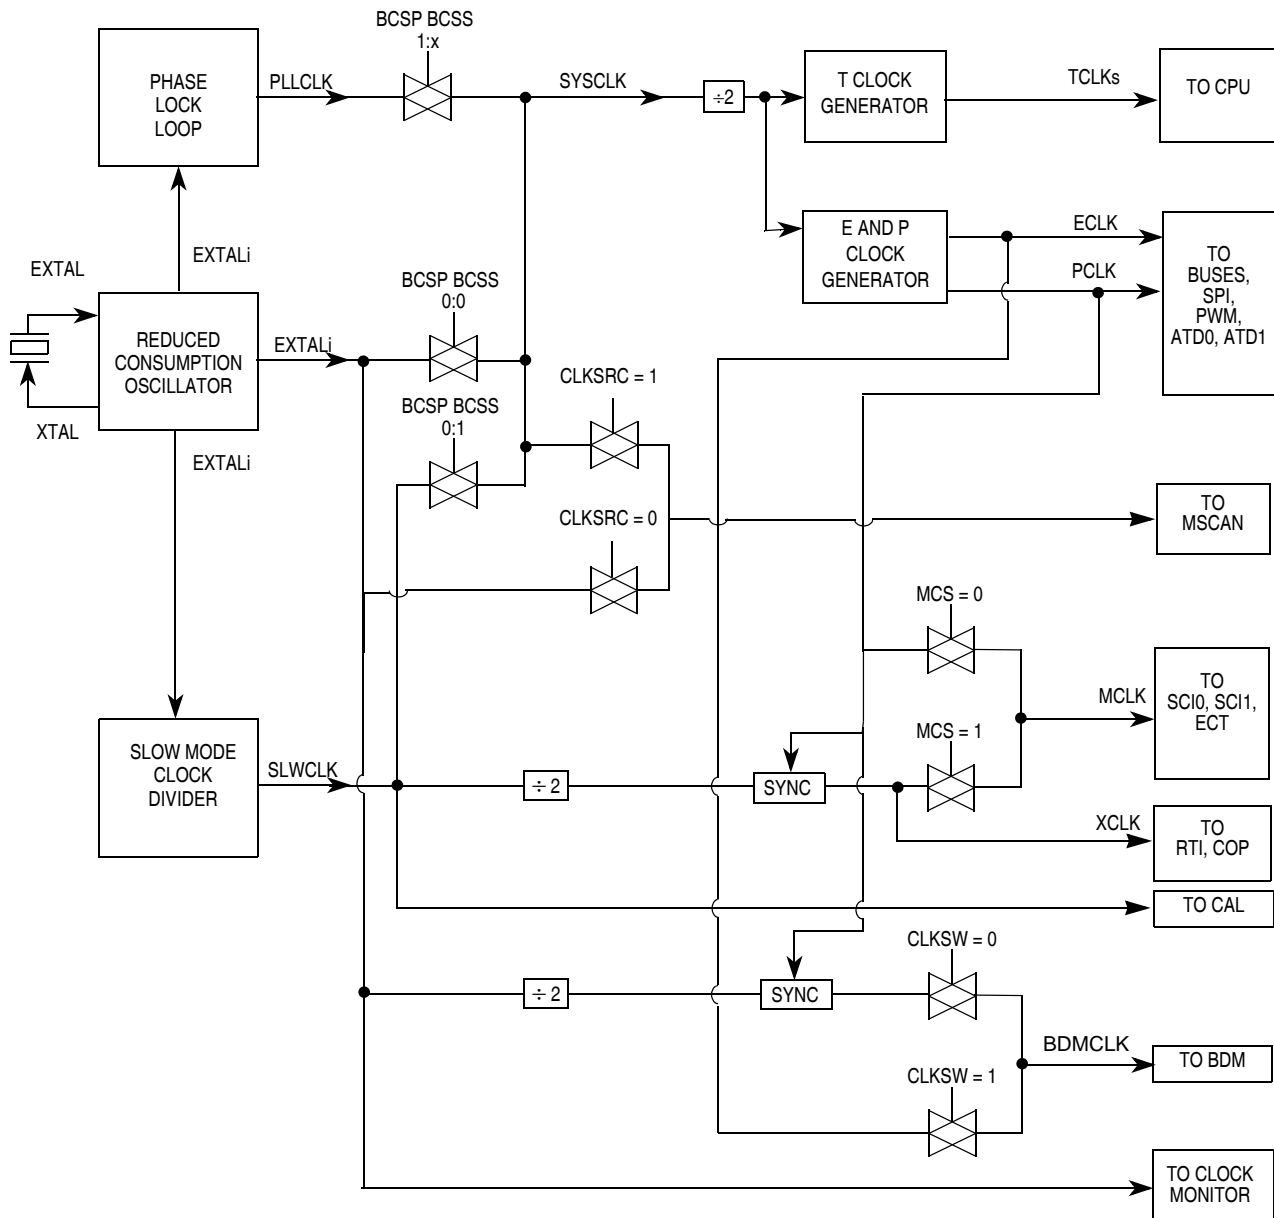 BCSP BCSS
1:x
PHASE
LOCK
LOOP
PLLCLK
SYSCLK
÷2
T CLOCK
GENERATOR
TCLKs
TO CPU
EXTALi
E AND P
CLOCK
GENERATOR
ECLK
PCLK
TO
BUSES,
SPI,
PWM,
ATD0, ATD1
EXTAL
XTAL
REDUCED
CONSUMPTION
OSCILLATOR
EXTALi
BCSP BCSS
0:0
BCSP BCSS
0:1
CLKSRC = 1
CLKSRC = 0
TO
MSCAN
EXTALi
MCS = 0
MCS = 1
MCLK
TO
SCI0, SCI1,
ECT
SLOW MODE
CLOCK
DIVIDER
SLWCLK
÷ 2
SYNC
XCLK
TO
RTI, COP
TO CAL
CLKSW = 0
÷ 2
SYNC
CLKSW = 1
BDMCLK
TO BDM
TO CLOCK
MONITOR